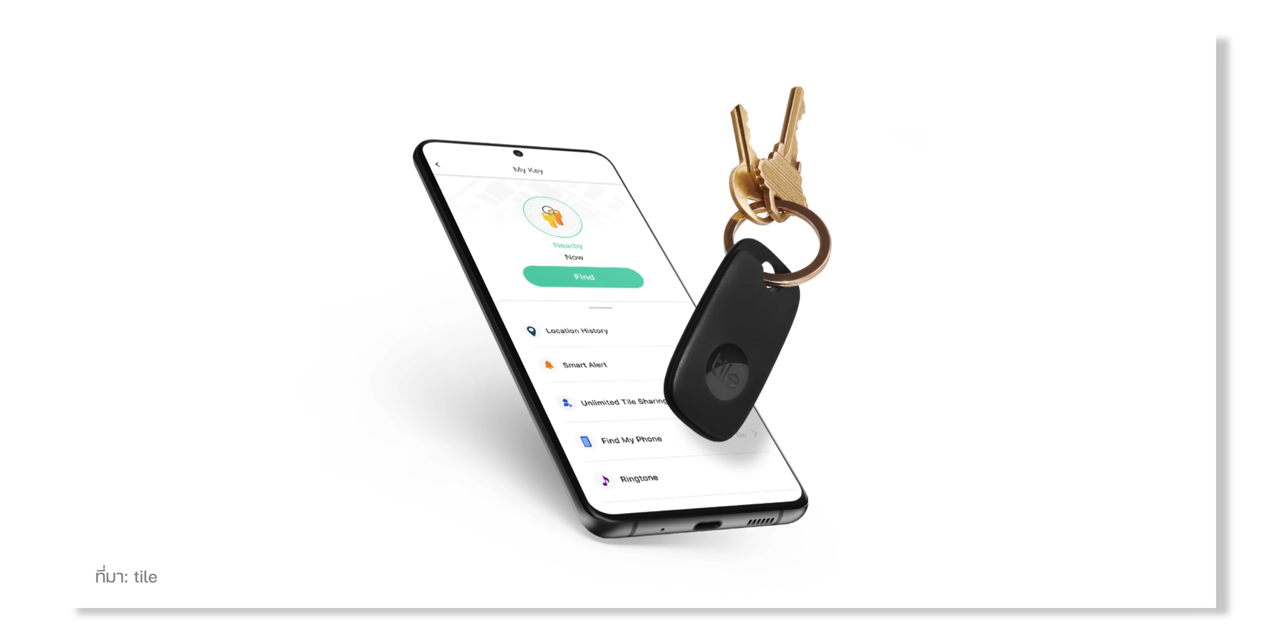 My Key
Nearby
Now
Find
Location History
Smart Alert
Unlimited Tile Sharing
Find My Phone
Ringtone
tile
ที่มา: tile